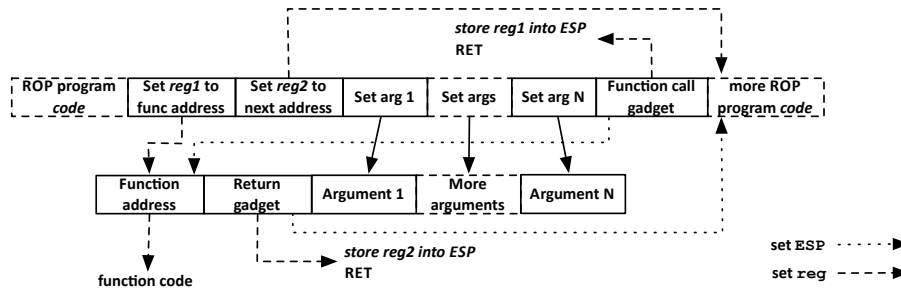 store reg1 into ESP
RET
ROP program code
Set reg1 to func address
Set reg2 to next address
Set arg 1
Set args
Set arg N
Function call gadget
more ROP program code
Function address
Return gadget
Argument 1
More arguments
Argument N
set ESP
store reg2 into ESP
RET
set reg
function code